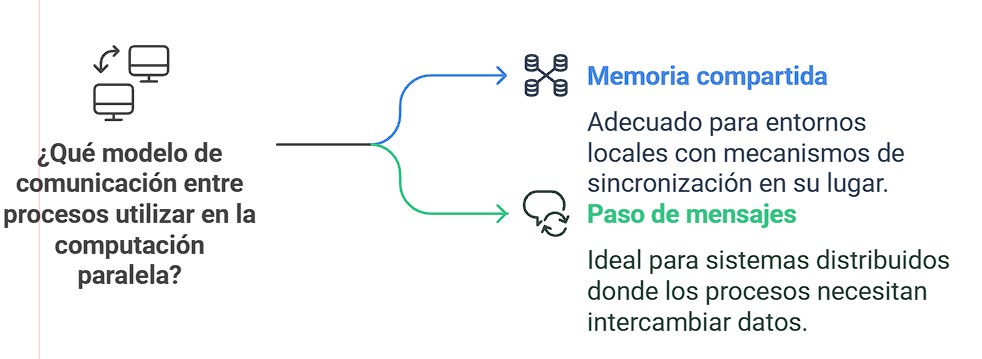 ¿Qué modelo de
comunicación entre
procesos utilizar en la
computación
paralela?
Memoria compartida
Adecuado para entornos
locales con mecanismos de
sincronización en su lugar.
Paso de mensajes
Ideal para sistemas distribuidos
donde los procesos necesitan
intercambiar datos.